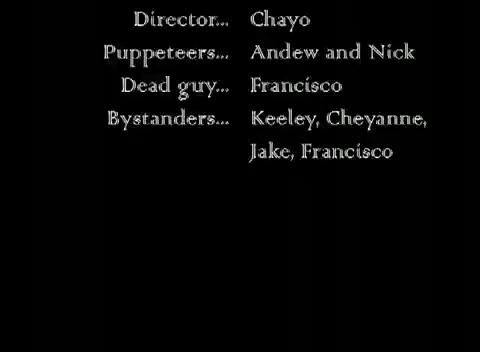 Director... Chayo
Puppeteers... Andew and Nick
Dead guy... Francisco
Bystanders... Keeley, Cheyanne,
Jake, Francisco